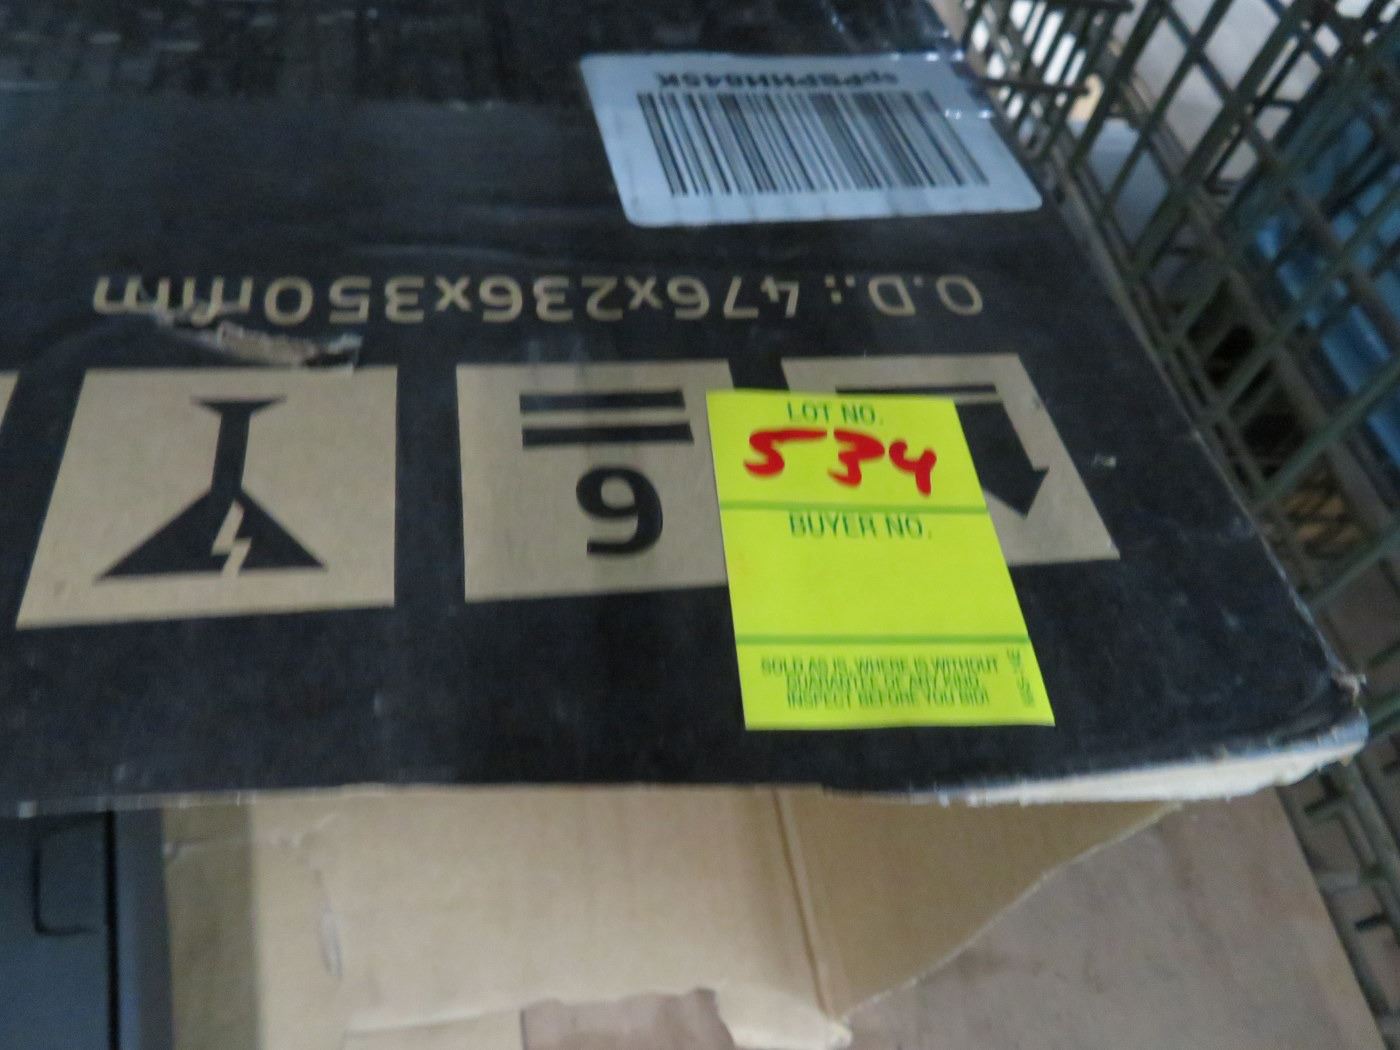 O.D.: 476x236x350mm
6
LOT NO.
534
BUYER NO.
SOLD AS IS, WHERE IS WITHOUT
GUARANTEE OF ANY KIND.
INSPECT BEFORE YOU BID!